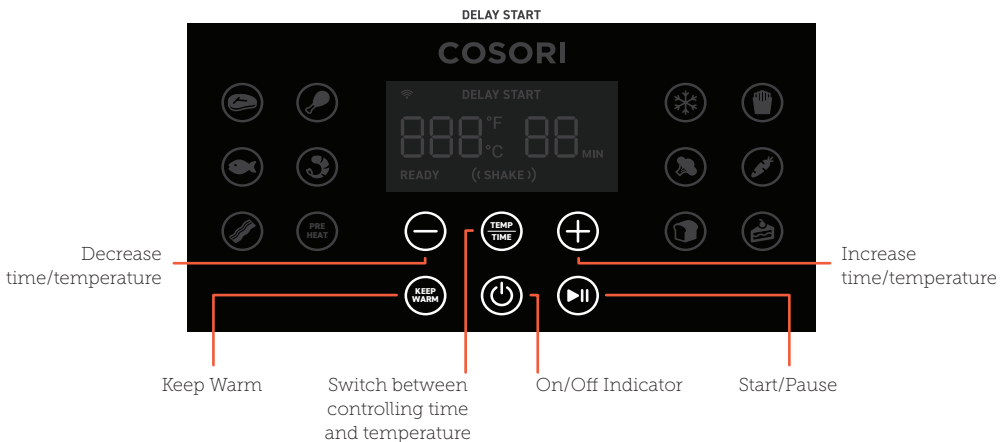 DELAY START
COSORI
DELAY START
888 °F 88
°C MIN
READY ((SHAKE))
PRE
HEAT
TEMP
TIME
Decrease
time/temperature
Increase
time/temperature
KEEP
WARM
Keep Warm
Switch between
controlling time
and temperature
On/Off Indicator
Start/Pause